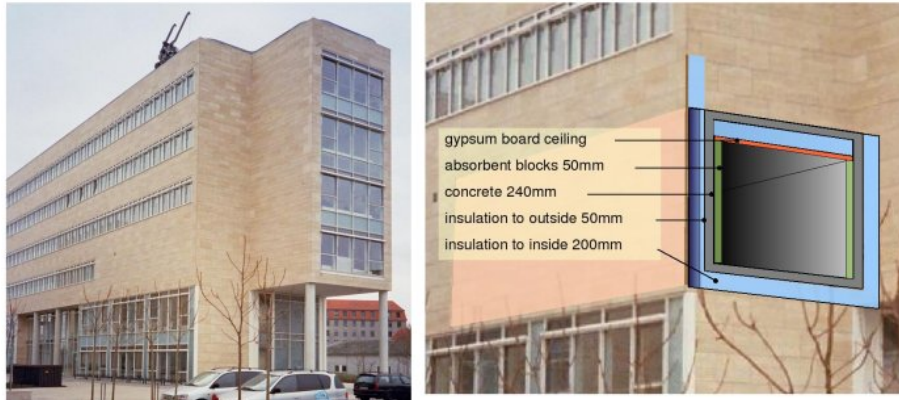 gypsum board ceiling
absorbent blocks 50mm
concrete 240mm
insulation to outside 50mm
insulation to inside 200mm